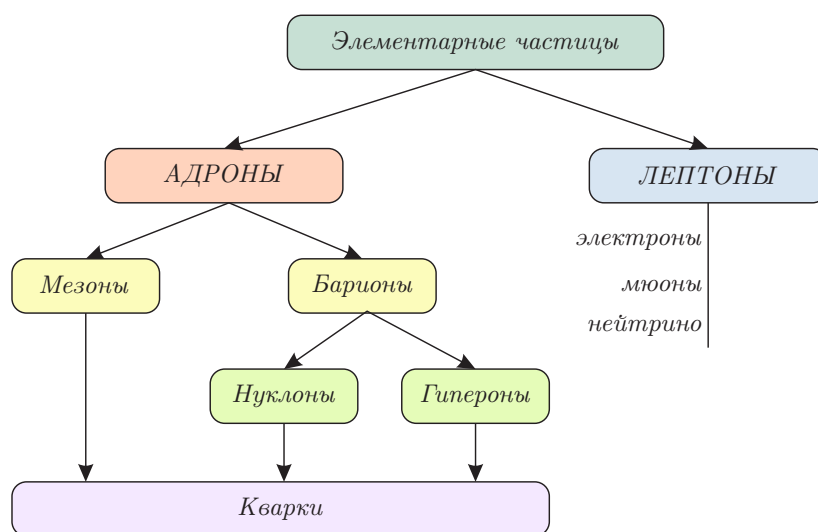 Элементарные частицы
АДРОНЫ
ЛЕПТОНЫ
электроны
мюоны
нейтрино
Мезоны
Барионы
Нуклоны
Гипероны
Кварки